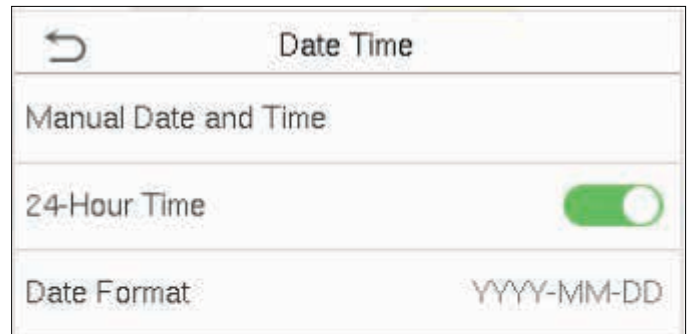 Date Time
Manual Date and Time
24-Hour Time
Date Format YYYY-MM-DD